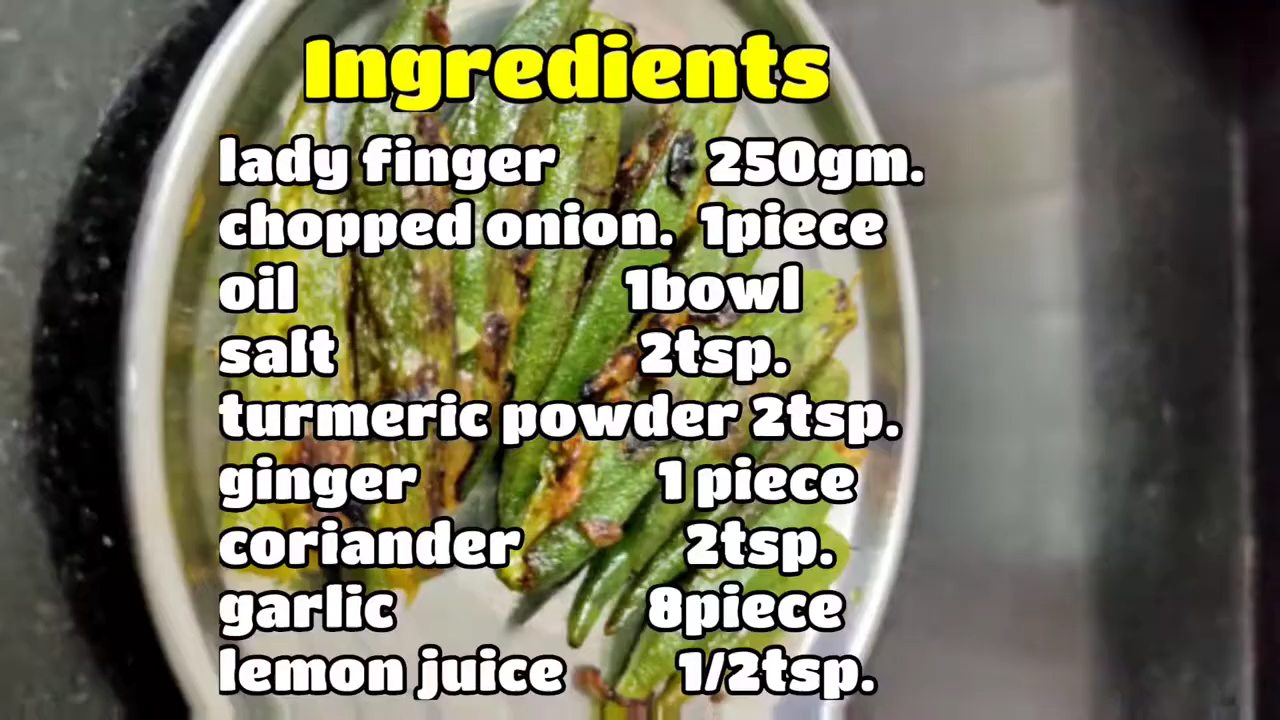 Ingredients
lady finger 250gm.
chopped onion. 1piece
oil 1bowl
salt 2tsp.
turmeric powder 2tsp.
ginger 1 piece
coriander 2tsp.
garlic 8piece
lemon juice 1/2tsp.